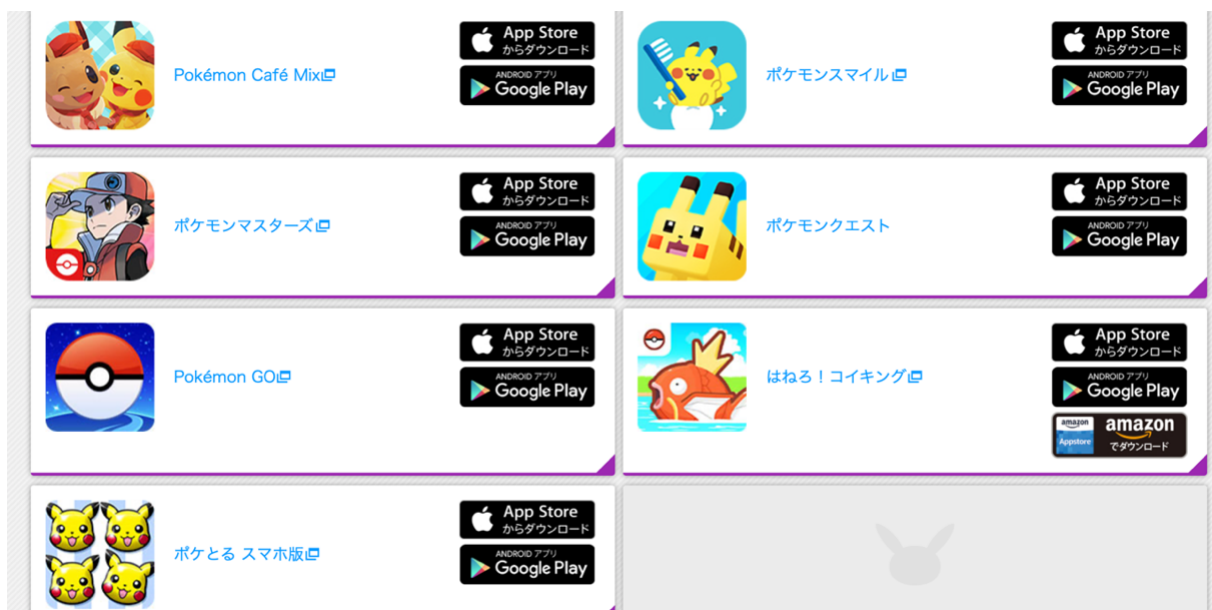 App Store
からダウンロード
Pokémon Café Mix
ANDROID アプリ
Google Play
App Store
からダウンロード
ポケモンスマイル
ANDROID アプリ
Google Play
App Store
からダウンロード
ポケモンマスターズ
ANDROID アプリ
Google Play
App Store
からダウンロード
ポケモンクエスト
ANDROID アプリ
Google Play
App Store
からダウンロード
Pokémon GO
ANDROID アプリ
Google Play
App Store
からダウンロード
はねろ！コイキング
ANDROID アプリ
Google Play
amazon
Appstore
amazon
でダウンロード
App Store
からダウンロード
ポケとる スマホ版
ANDROID アプリ
Google Play